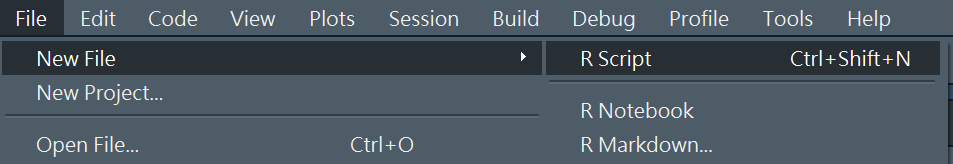 File Edit Code View Plots Session Build Debug Profile Tools Help
New File R Script Ctrl+Shift+N
New Project...
R Notebook
Open File... Ctrl+O R Markdown...